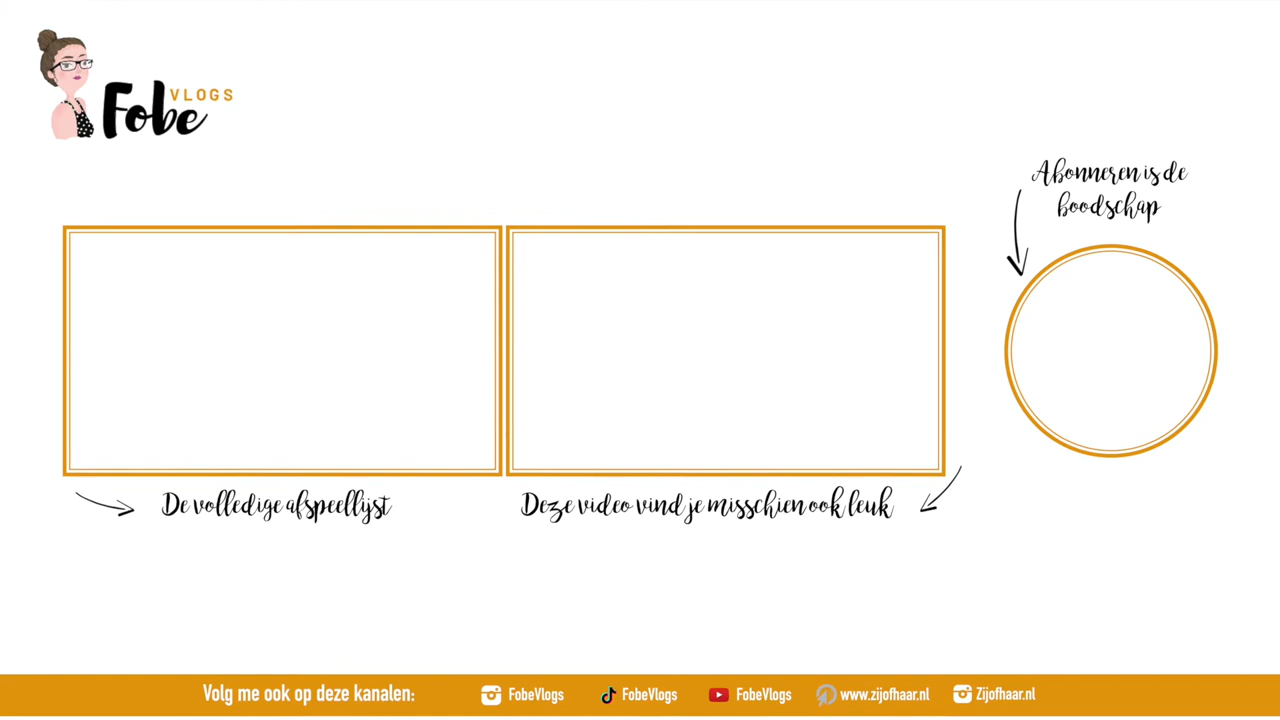 VLOGS
Fobe
Abonneren is de
boodschap
De volledige afspeellijst
Deze video vind je misschien ook leuk
Volg me ook op deze kanalen: FobeVlogs FobeVlogs FobeVlogs www.zijofhaar.nl Zijofhaar.nl